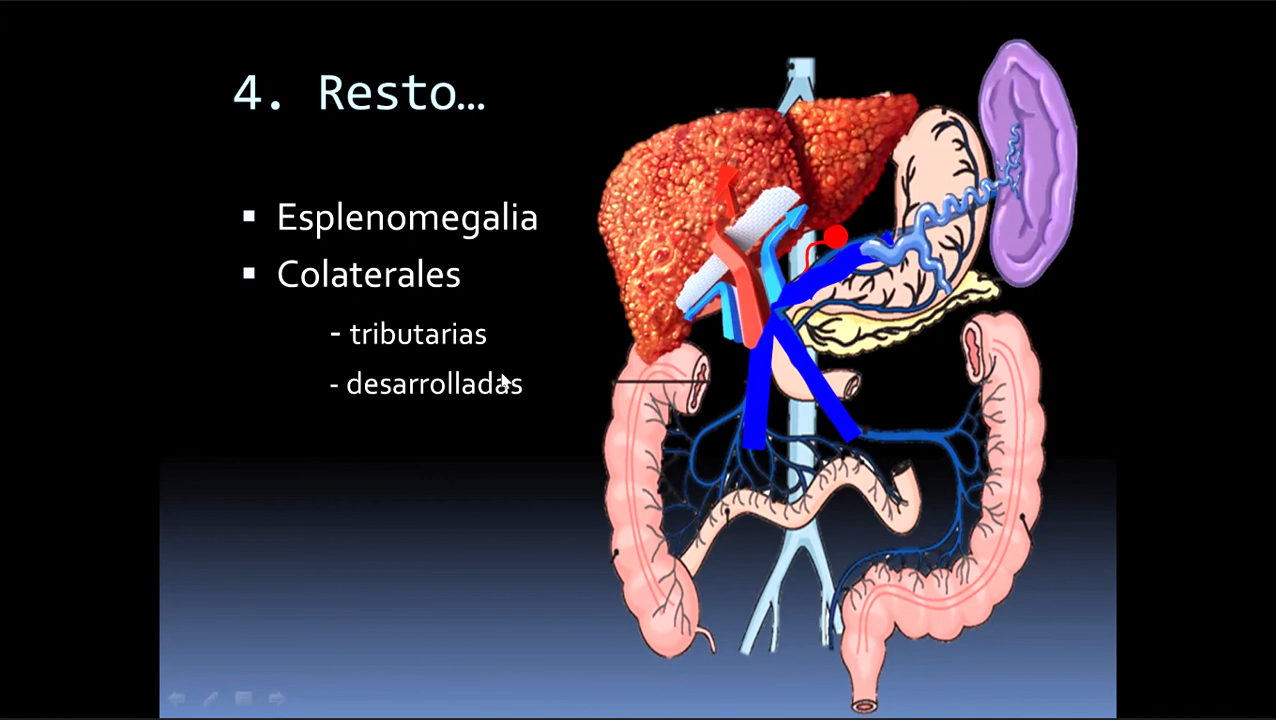 4. Resto…
▪ Esplenomegalia
▪ Colaterales
- tributarias
- desarrolladas